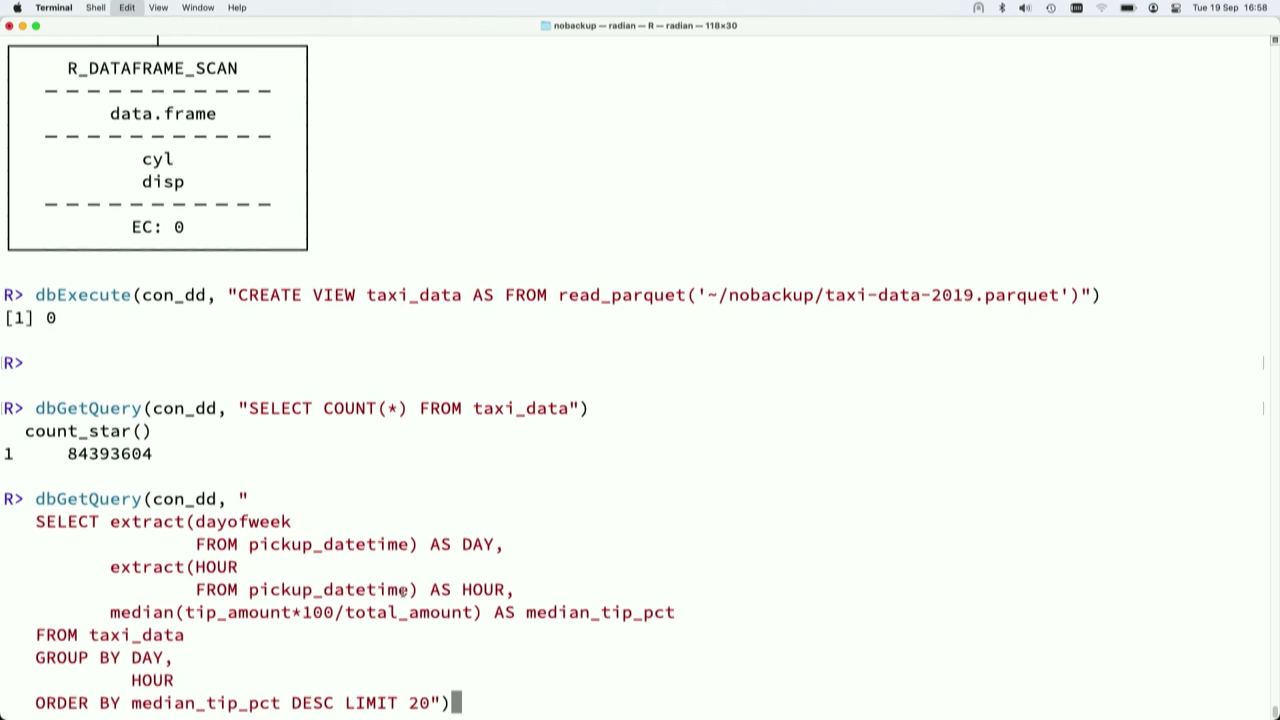 Terminal Shell Edit View Window Help Tue 19 Sep 16:58
nobackup — radian — R — radian — 118×30
R_DATAFRAME_SCAN
data.frame
cyl
disp
EC: 0
R> dbExecute(con_dd, "CREATE VIEW taxi_data AS FROM read_parquet('~/nobackup/taxi-data-2019.parquet')")
[1] 0
R>
R> dbGetQuery(con_dd, "SELECT COUNT(*) FROM taxi_data")
count_star()
1 84393604
R> dbGetQuery(con_dd, "
SELECT extract(dayofweek
FROM pickup_datetime) AS DAY,
extract(HOUR
FROM pickup_datetime) AS HOUR,
median(tip_amount*100/total_amount) AS median_tip_pct
FROM taxi_data
GROUP BY DAY,
HOUR
ORDER BY median_tip_pct DESC LIMIT 20")